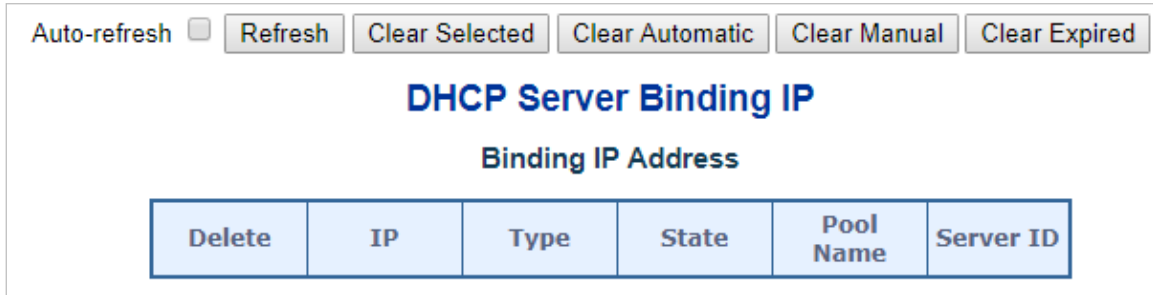 Auto-refresh Refresh Clear Selected Clear Automatic Clear Manual Clear Expired
DHCP Server Binding IP
Binding IP Address
Delete IP Type State Pool Name Server ID